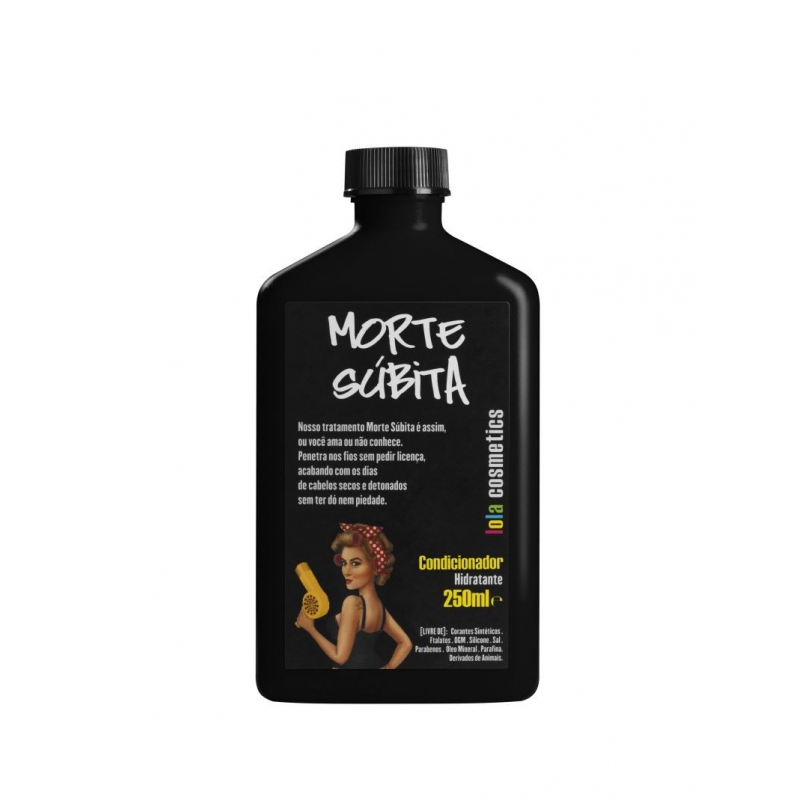 MORTE
SÚBITA
Nosso tratamento Morte Súbita é assim,
ou você ama ou não conhece.
Penetra nos fios sem pedir licença,
acabando com os dias
de cabelos secos e detonados
sem ter dó nem piedade.
lola cosmetics
Condicionador
Hidratante
250ml ℮
[LIVRE DE]: Corantes Sintéticos .
Ftalatos . OGM . Silicone . Sal .
Parabenos . Óleo Mineral . Parafina.
Derivados de Animais.